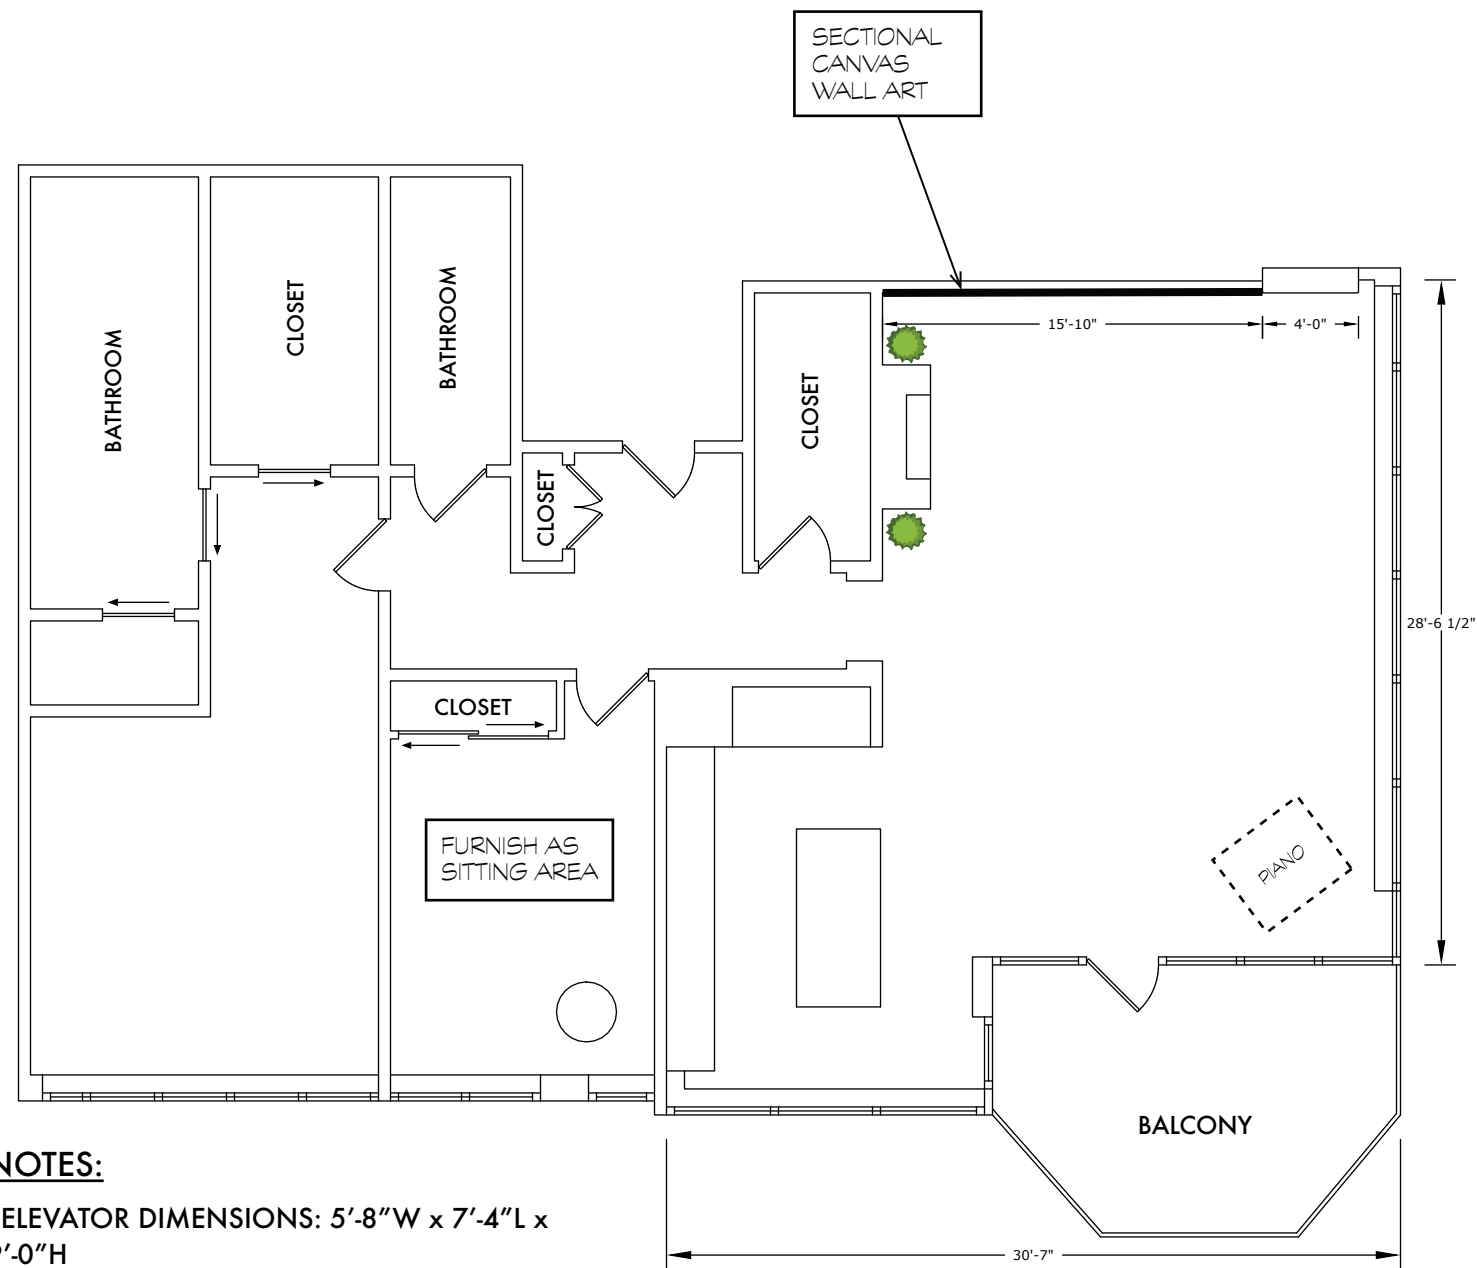 SECTIONAL
CANVAS
WALL ART
BATHROOM
CLOSET
BATHROOM
CLOSET
CLOSET
15'-10"
4'-0"
28'-6 1/2"
CLOSET
FURNISH AS
SITTING AREA
PIANO
BALCONY
NOTES:
ELEVATOR DIMENSIONS: 5'-8"W x 7'-4"L x
'-0"H
30'-7"